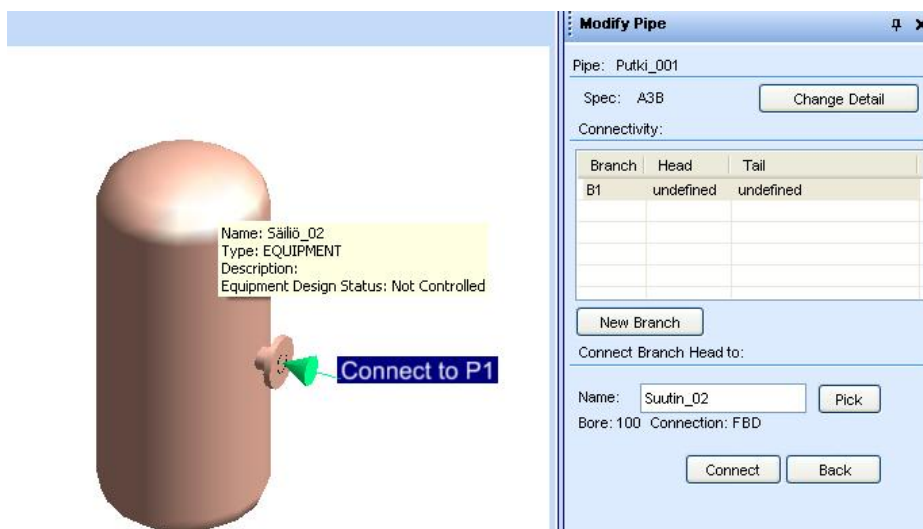 Name: Säiliö_02
Type: EQUIPMENT
Description:
Equipment Design Status: Not Controlled
Connect to P1
Modify Pipe
Pipe: Putki_001
Spec: A3B
Change Detail
Connectivity:
Branch Head Tail
B1 undefined undefined
New Branch
Connect Branch Head to:
Name: Suutin_02 Pick
Bore: 100 Connection: FBD
Connect Back